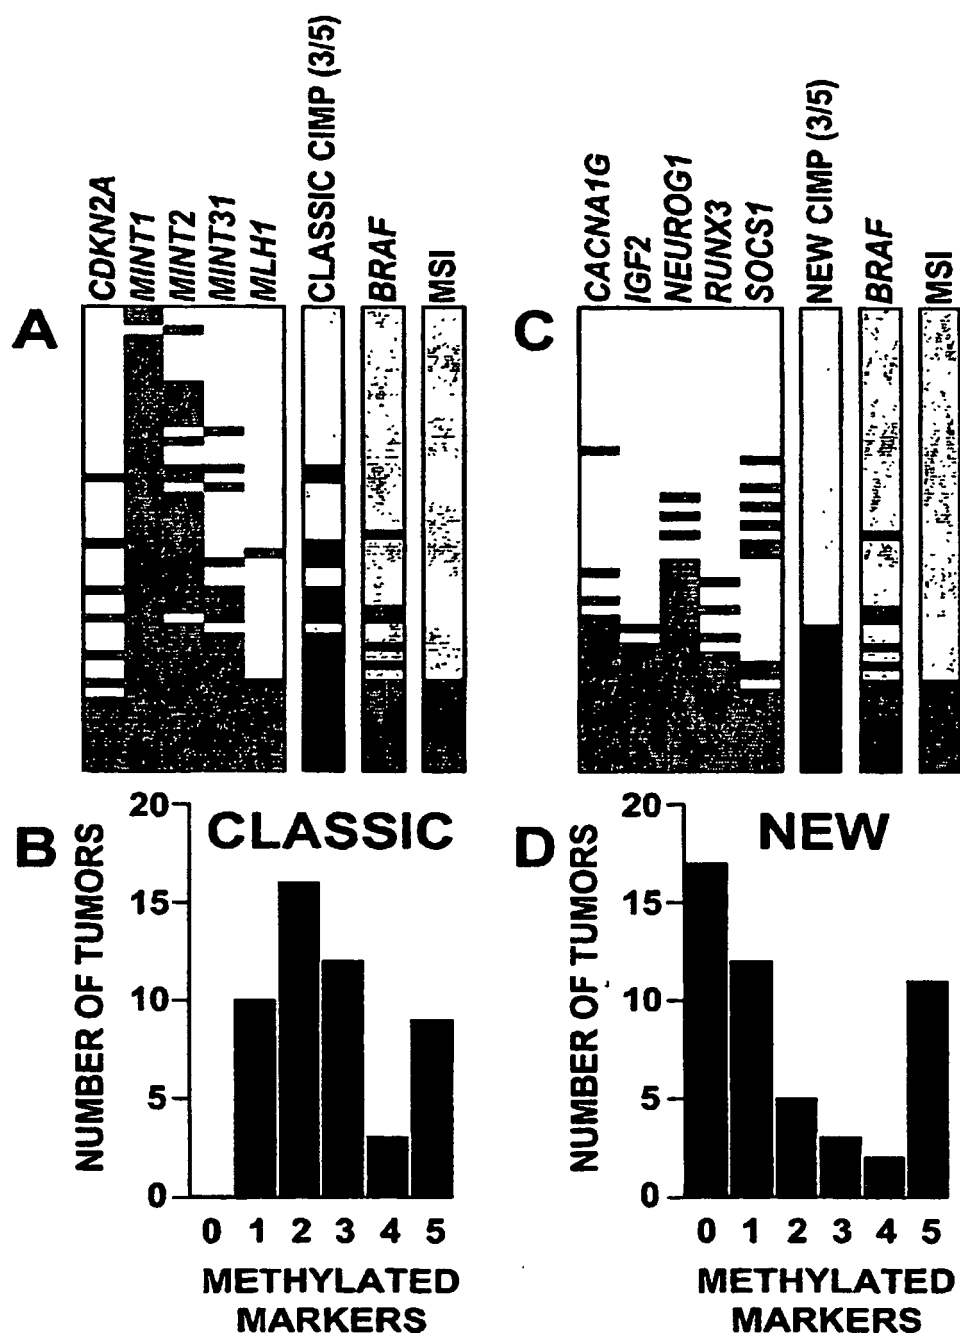 A
CDKN2A
MINT1
MINT2
MINT31
MLH1
CLASSIC CIMP (3/5)
BRAF
MSI
C
CACNA1G
IGF2
NEUROG1
RUNX3
SOCS1
NEW CIMP (3/5)
BRAF
MSI
B
CLASSIC
NUMBER OF TUMORS
20
15
10
5
0
0 1 2 3 4 5
METHYLATED
MARKERS
D
NEW
NUMBER OF TUMORS
20
15
10
5
0
0 1 2 3 4 5
METHYLATED
MARKERS